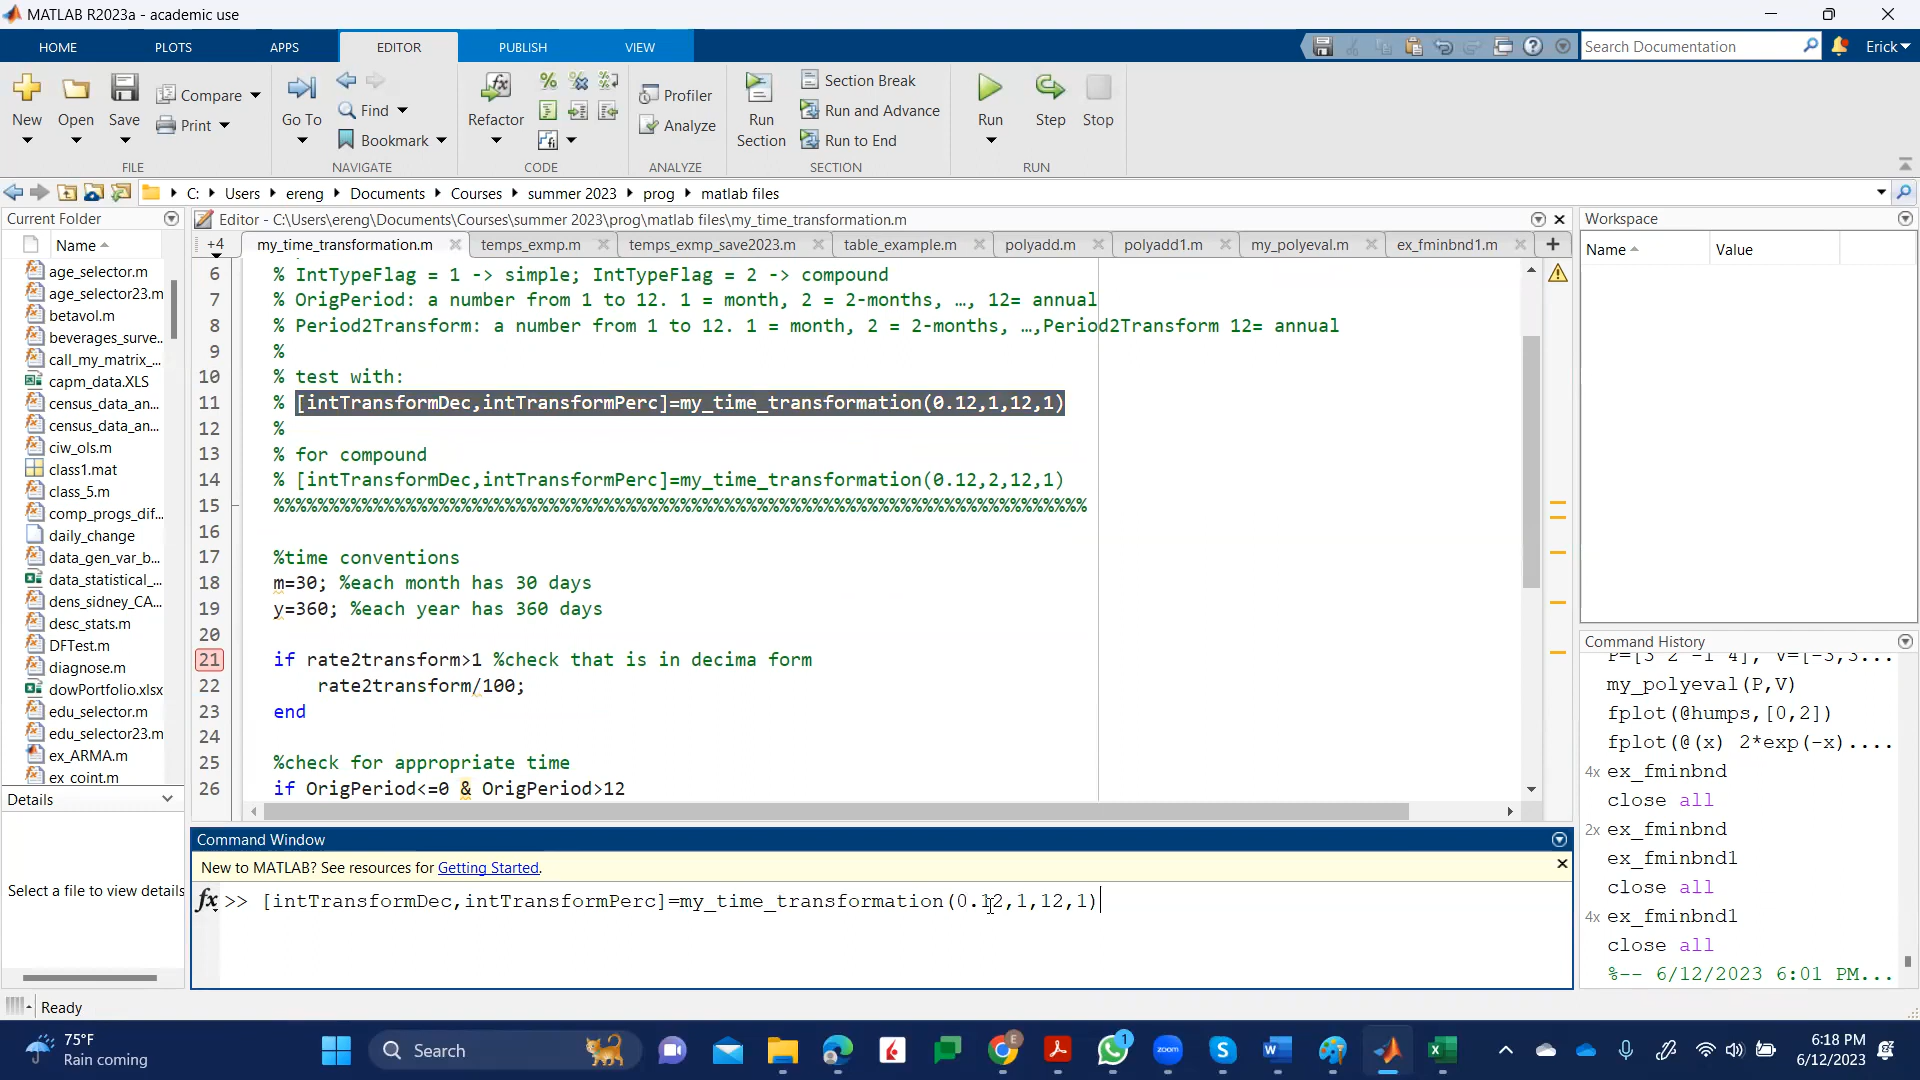 MATLAB R2023a - academic use
HOME PLOTS APPS EDITOR PUBLISH VIEW
Search Documentation
Erick
New Open Save Compare Print
FILE
Go To Find Bookmark
NAVIGATE
Refactor
CODE
Profiler
Analyze
ANALYZE
Run Section
Section Break
Run and Advance
Run to End
SECTION
Run Step Stop
RUN
C: Users ereng Documents Courses summer 2023 prog matlab files
Current Folder
Name
age_selector.m
age_selector23.m
betavol.m
beverages_surve...
call_my_matrix_...
capm_data.XLS
census_data_an...
census_data_an...
ciw_ols.m
class1.mat
class_5.m
comp_progs_dif...
daily_change
data_gen_var_b...
data_statistical_...
dens_sidney_CA...
desc_stats.m
DFTest.m
diagnose.m
dowPortfolio.xlsx
edu_selector.m
edu_selector23.m
ex_ARMA.m
ex_coint.m
Details
Select a file to view details
Editor - C:\Users\ereng\Documents\Courses\summer 2023\prog\matlab files\my_time_transformation.m
+4 my_time_transformation.m temps_exmp.m temps_exmp_save2023.m table_example.m polyadd.m polyadd1.m my_polyeval.m ex_fminbnd1.m
6 % IntTypeFlag = 1 -> simple; IntTypeFlag = 2 -> compound
7 % OrigPeriod: a number from 1 to 12. 1 = month, 2 = 2-months, …, 12= annual
8 % Period2Transform: a number from 1 to 12. 1 = month, 2 = 2-months, …,Period2Transform 12= annual
9 %
10 % test with:
11 % [intTransformDec,intTransformPerc]=my_time_transformation(0.12,1,12,1)
12 %
13 % for compound
14 % [intTransformDec,intTransformPerc]=my_time_transformation(0.12,2,12,1)
15 %%%%%%%%%%%%%%%%%%%%%%%%%%%%%%%%%%%%%%%%%%%%%%%%%%%%%%%%%%%%%%%%%%%%%%%%%%
16
17 %time conventions
18 m=30; %each month has 30 days
19 y=360; %each year has 360 days
20
21 if rate2transform>1 %check that is in decima form
22 rate2transform/100;
23 end
24
25 %check for appropriate time
26 if OrigPeriod<=0 & OrigPeriod>12
Command Window
New to MATLAB? See resources for Getting Started.
fx >> [intTransformDec,intTransformPerc]=my_time_transformation(0.12,1,12,1)
Workspace
Name Value
Command History
P=[3 2 -1 4], V=[-3,3...
my_polyeval(P,V)
fplot(@humps,[0,2])
fplot(@(x) 2*exp(-x)....
4x ex_fminbnd
close all
2x ex_fminbnd
ex_fminbnd1
close all
4x ex_fminbnd1
close all
%-- 6/12/2023 6:01 PM...
Ready
75°F
Rain coming
Search
zoom
6:18 PM
6/12/2023